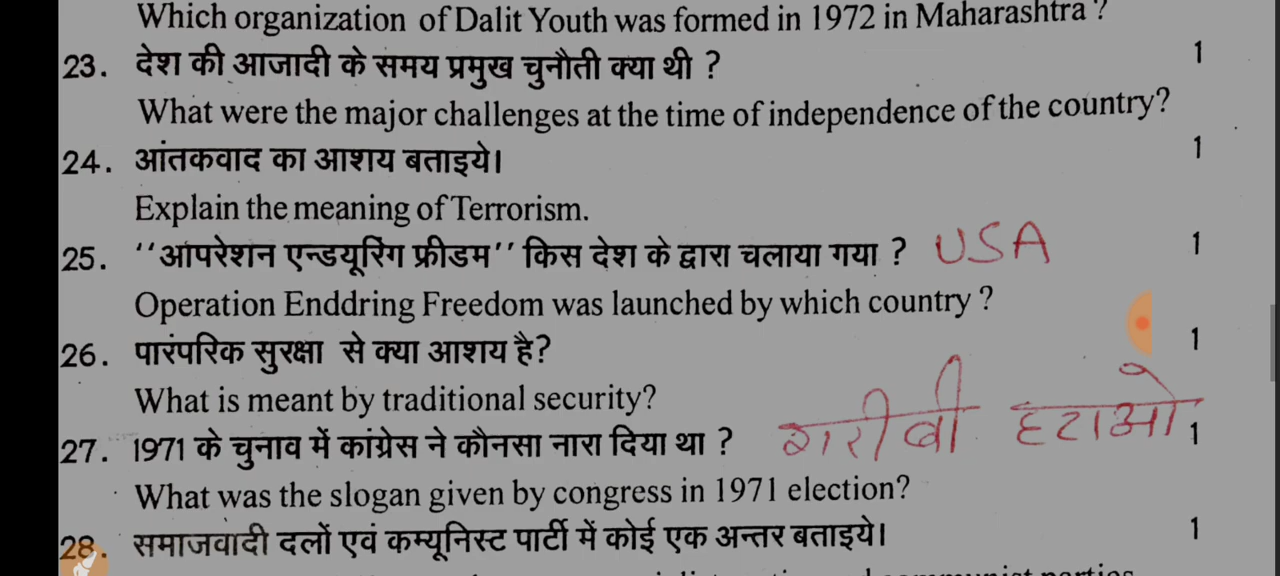 Which organization of Dalit Youth was formed in 1972 in Maharashtra ?
23. देश की आजादी के समय प्रमुख चुनौती क्या थी ? 1
What were the major challenges at the time of independence of the country?
24. आंतकवाद का आशय बताइये। 1
Explain the meaning of Terrorism.
25. ‘‘आपरेशन एन्डयूरिंग फ्रीडम’’ किस देश के द्वारा चलाया गया ? USA 1
Operation Enddring Freedom was launched by which country ?
26. पारंपरिक सुरक्षा से क्या आशय है? 1
What is meant by traditional security?
27. 1971 के चुनाव में कांग्रेस ने कौनसा नारा दिया था ? गरीबी हटाओ 1
What was the slogan given by congress in 1971 election?
28. समाजवादी दलों एवं कम्यूनिस्ट पार्टी में कोई एक अन्तर बताइये। 1